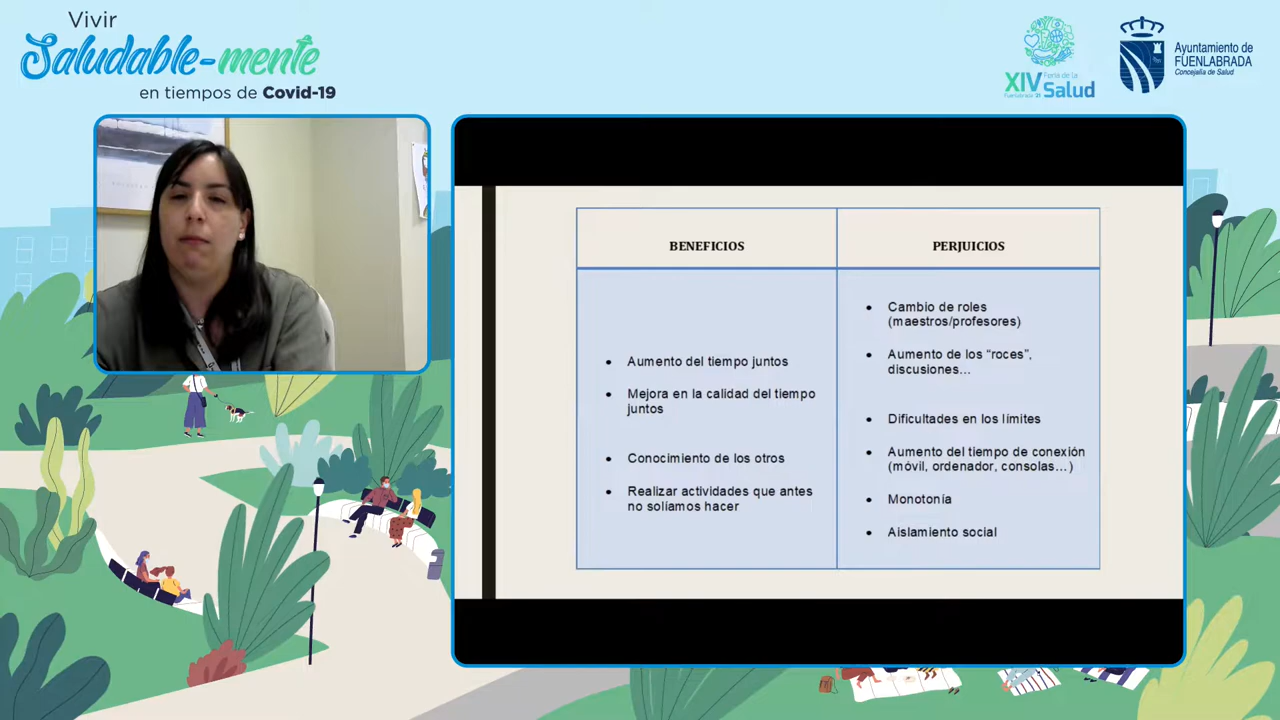 Vivir
Saludable-mente
en tiempos de Covid-19
XIV Feria de la
Salud
Fuenlabrada 21
Ayuntamiento de
FUENLABRADA
Concejalía de Salud
BENEFICIOS
• Aumento del tiempo juntos
• Mejora en la calidad del tiempo
juntos
• Conocimiento de los otros
• Realizar actividades que antes
no solíamos hacer
PERJUICIOS
• Cambio de roles
(maestros/profesores)
• Aumento de los “roces”,
discusiones…
• Dificultades en los límites
• Aumento del tiempo de conexión
(móvil, ordenador, consolas…)
• Monotonía
• Aislamiento social